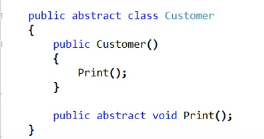 public abstract class Customer
{
public Customer()
{
Print();
}
public abstract void Print();
}